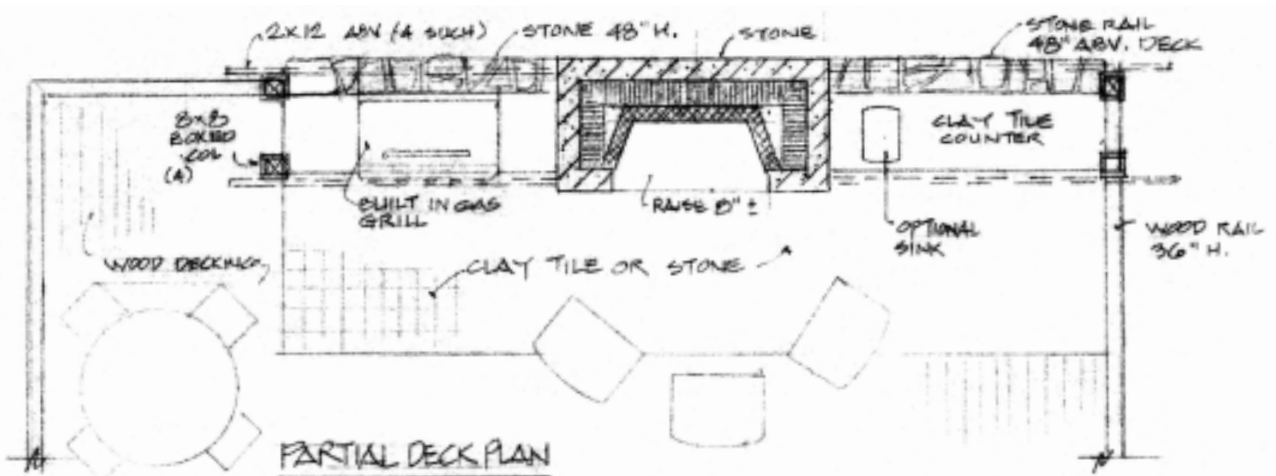 2X12 ABV (4 SUCH)
STONE 48" H.
STONE
STONE RAIL
48" ABV. DECK
8x8
BOXED
COL
(4)
CLAY TILE
COUNTER
BUILT IN GAS
GRILL
RAISE 8" ±
OPTIONAL
SINK
WOOD RAIL
36" H.
WOOD DECKING
CLAY TILE OR STONE
PARTIAL DECK PLAN